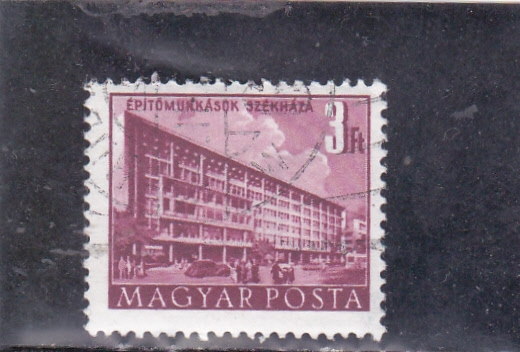 ÉPÍTŐMUNKÁSOK SZÉKHÁZA
3 Ft
MAGYAR POSTA